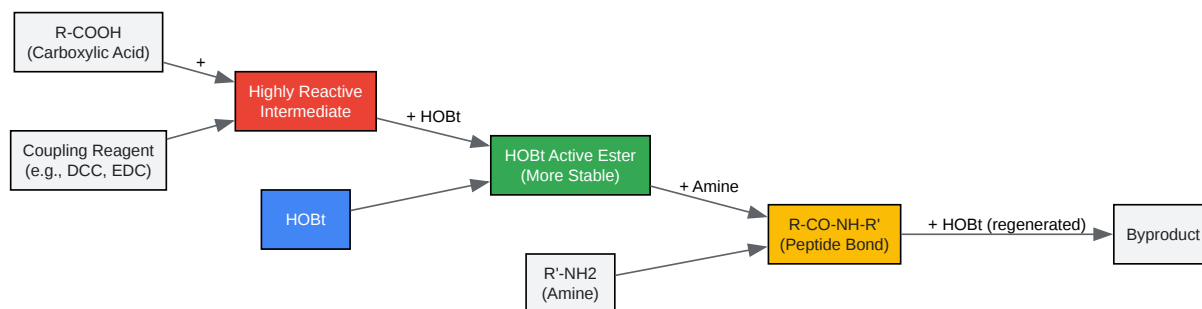 R-COOH
(Carboxylic Acid)
+
Highly Reactive
Intermediate
+ HOBt
Coupling Reagent
(e.g., DCC, EDC)
HOBt Active Ester
(More Stable)
+ Amine
HOBt
R-CO-NH-R'
(Peptide Bond)
+ HOBt (regenerated)
Byproduct
R'-NH2
(Amine)